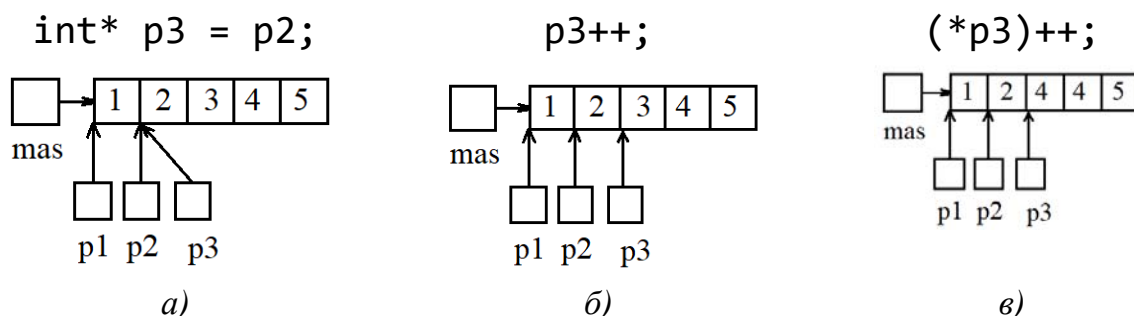 int* p3 = p2;
mas
1 2 3 4 5
p1 p2 p3
а)
p3++;
mas
1 2 3 4 5
p1 p2 p3
б)
(*p3)++;
mas
1 2 4 4 5
p1 p2 p3
в)